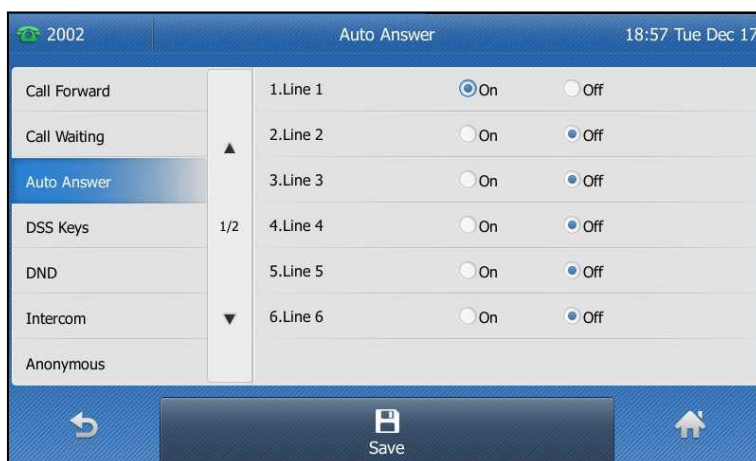 2002 Auto Answer 18:57 Tue Dec 17
Call Forward
Call Waiting
Auto Answer
DSS Keys
DND
Intercom
Anonymous
1/2
1.Line 1 On Off
2.Line 2 On Off
3.Line 3 On Off
4.Line 4 On Off
5.Line 5 On Off
6.Line 6 On Off
Save